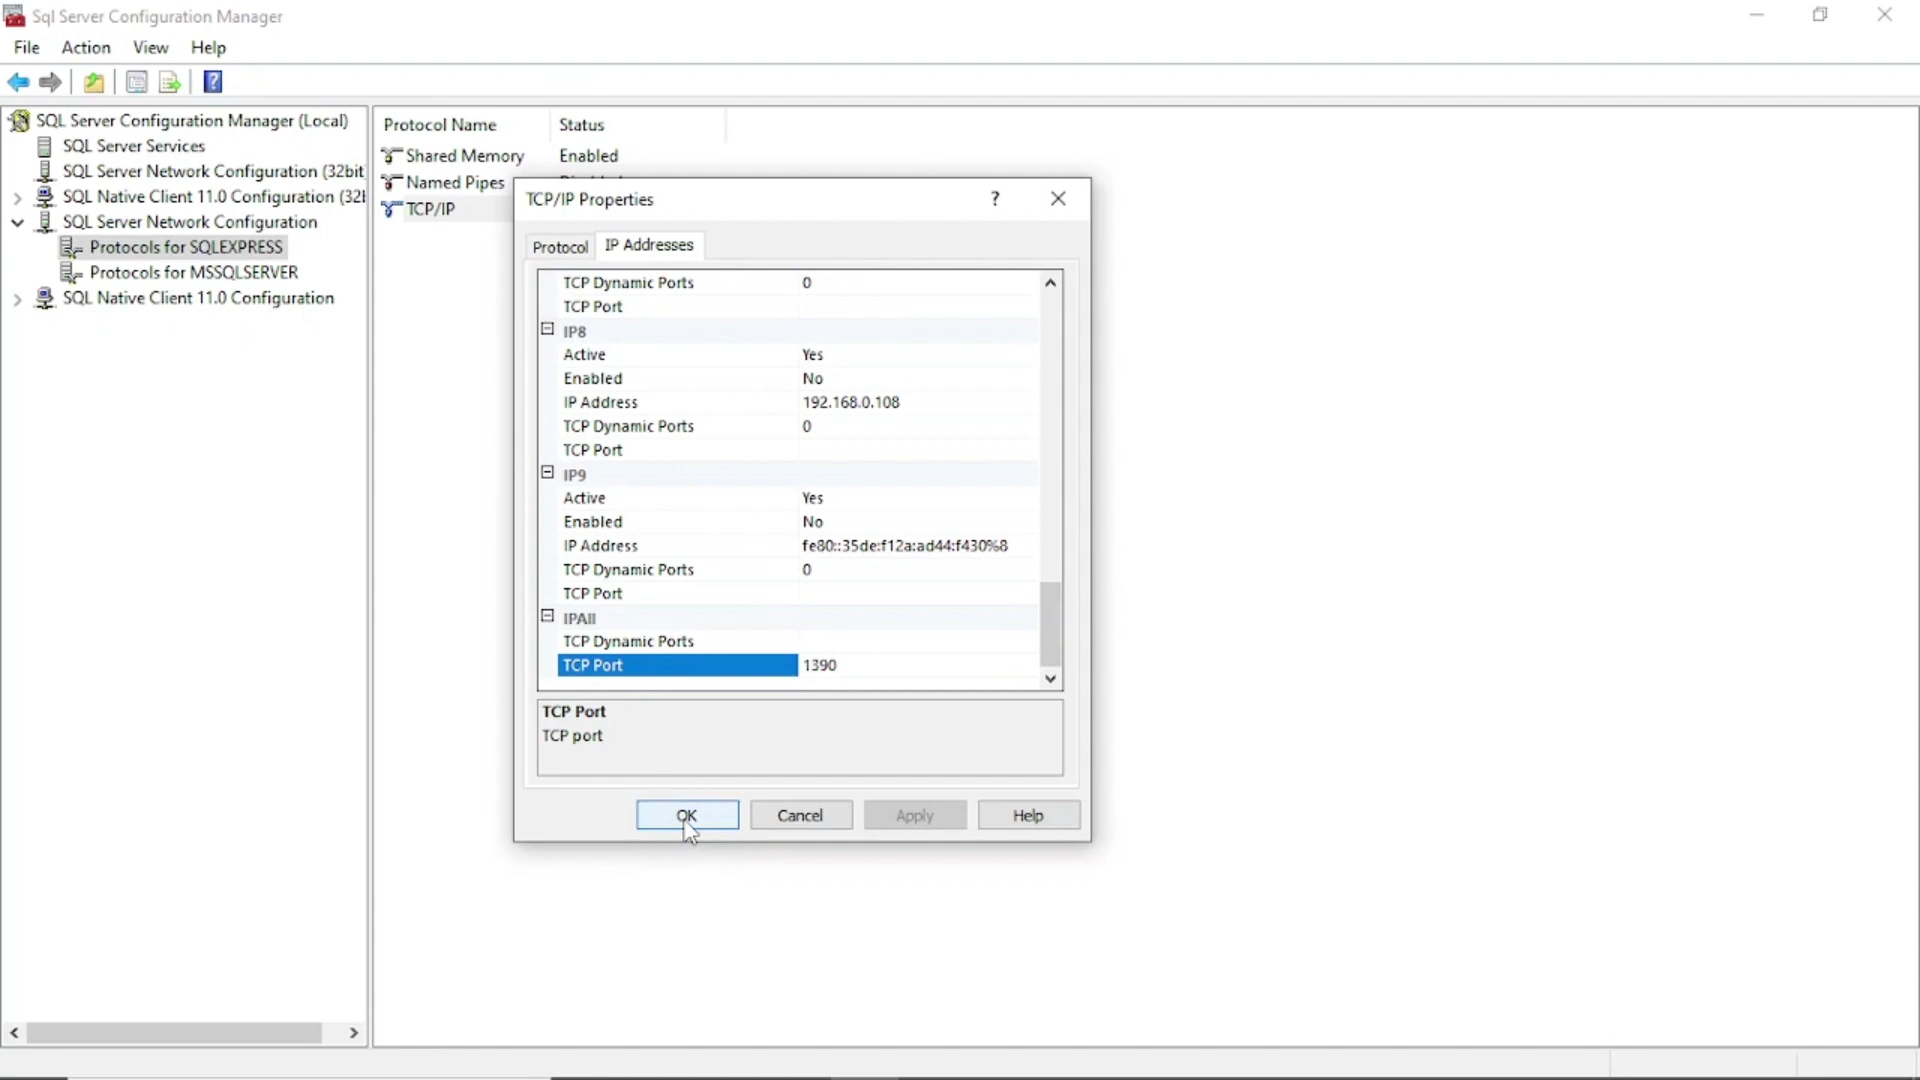 Sql Server Configuration Manager
File Action View Help
SQL Server Configuration Manager (Local)
SQL Server Services
SQL Server Network Configuration (32bit
SQL Native Client 11.0 Configuration (32b
SQL Server Network Configuration
Protocols for SQLEXPRESS
Protocols for MSSQLSERVER
SQL Native Client 11.0 Configuration
Protocol Name Status
Shared Memory Enabled
Named Pipes
TCP/IP
TCP/IP Properties ?
Protocol IP Addresses
TCP Dynamic Ports 0
TCP Port
IP8
Active Yes
Enabled No
IP Address 192.168.0.108
TCP Dynamic Ports 0
TCP Port
IP9
Active Yes
Enabled No
IP Address fe80::35de:f12a:ad44:f430%8
TCP Dynamic Ports 0
TCP Port
IPAll
TCP Dynamic Ports
TCP Port 1390
TCP Port
TCP port
OK Cancel Apply Help